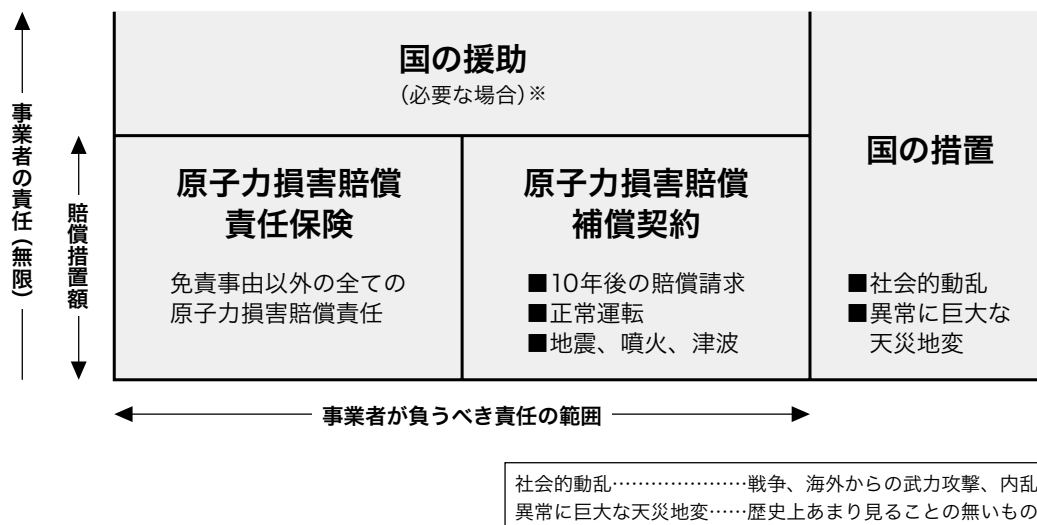 国の援助
(必要な場合)※
事業者の責任(無限)
賠償措置額
原子力損害賠償
責任保険
免責事由以外の全ての
原子力損害賠償責任
原子力損害賠償
補償契約
■10年後の賠償請求
■正常運転
■地震、噴火、津波
国の措置
■社会的動乱
■異常に巨大な
天災地変
事業者が負うべき責任の範囲
社会的動乱…………………戦争、海外からの武力攻撃、内乱
異常に巨大な天災地変……歴史上あまり見ることの無いもの